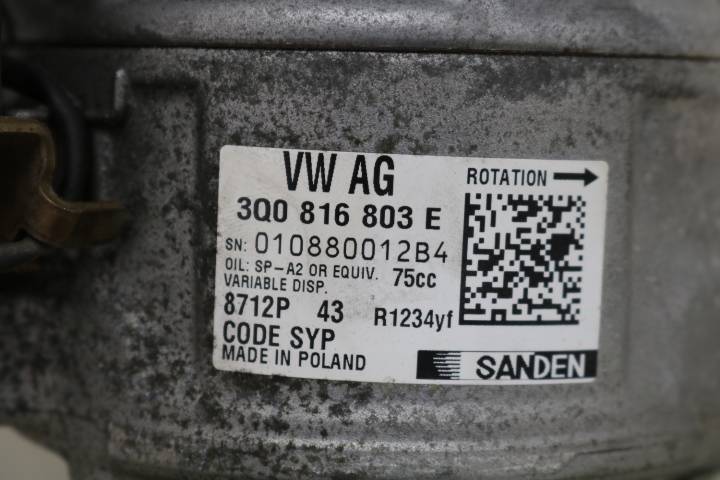 VW AG
ROTATION
3Q0 816 803 E
SN: 010880012B4
OIL: SP-A2 OR EQUIV. 75cc
VARIABLE DISP.
8712P 43 R1234yf
CODE SYP
MADE IN POLAND
SANDEN